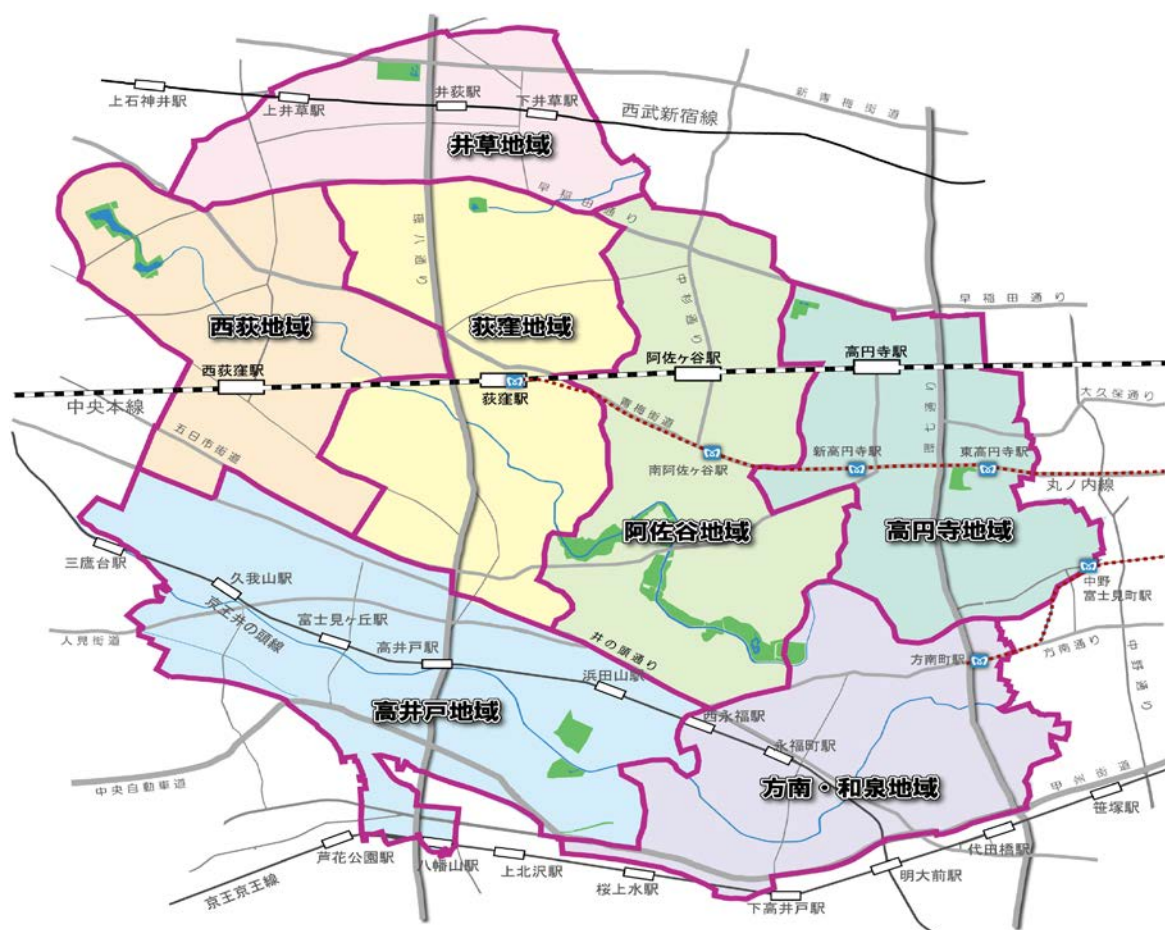 新青梅街道
上石神井駅
上井草駅
井荻駅
下井草駅
西武新宿線
井草地域
早稲田通り
環八通り
中杉通り
早稲田通り
西荻地域
荻窪地域
西荻窪駅
荻窪駅
阿佐ヶ谷駅
高円寺駅
中央本線
青梅街道
環七通り
大久保通り
五日市街道
南阿佐ヶ谷駅
新高円寺駅
東高円寺駅
丸ノ内線
阿佐谷地域
高円寺地域
三鷹台駅
久我山駅
中野
富士見町駅
人見街道
京王井の頭線
富士見ヶ丘駅
高井戸駅
井の頭通り
方南町駅
方南通り
中野通り
浜田山駅
高井戸地域
西永福駅
永福町駅
中央自動車道
方南・和泉地域
甲州街道
笹塚駅
代田橋駅
芦花公園駅
八幡山駅
上北沢駅
桜上水駅
明大前駅
下高井戸駅
京王京王線